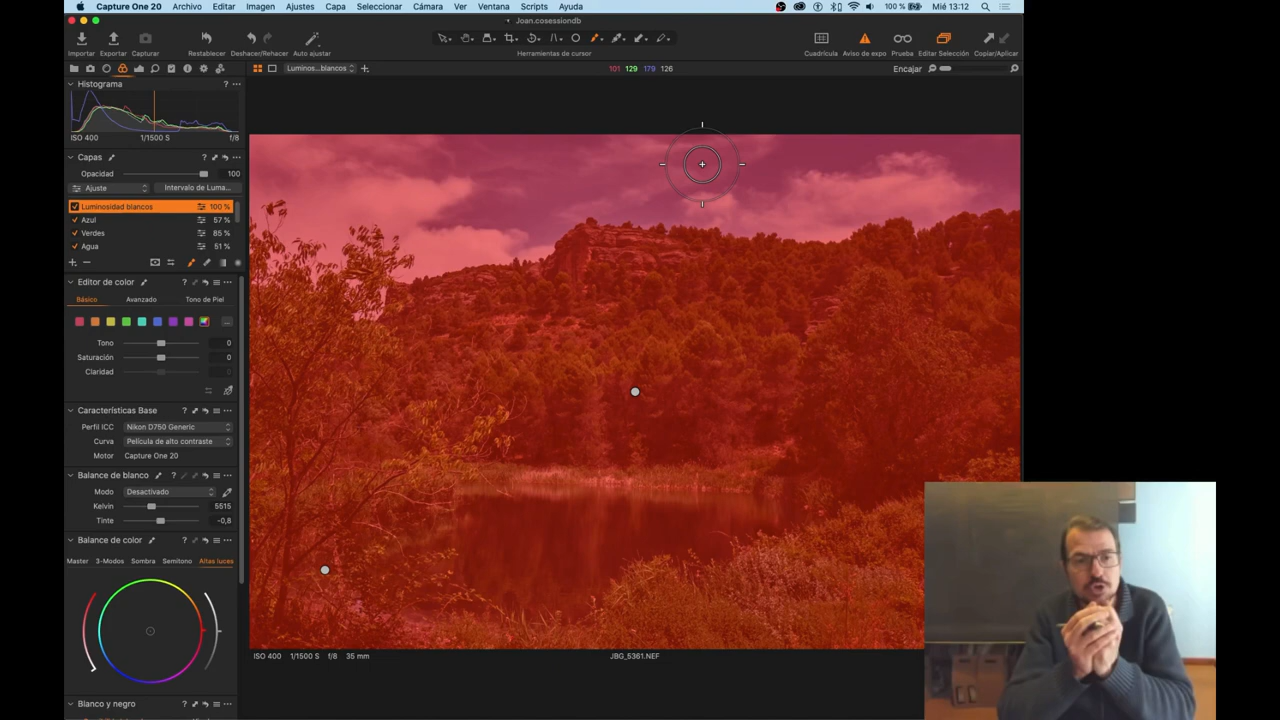 Capture One 20 Archivo Editar Imagen Ajustes Capa Seleccionar Cámara Ver Ventana Scripts Ayuda 100 % Mié 13:12
Joan.cosessiondb
Importar Exportar Capturar Restablecer Deshacer/Rehacer Auto ajustar Herramientas de cursor Cuadrícula Aviso de expo Prueba Editar Selección Copiar/Aplicar
Luminos...blancos 101 129 179 126 Encajar
Histograma
ISO 400 1/1500 S f/8
Capas
Opacidad 100
Ajuste Intervalo de Luma...
Luminosidad blancos 100 %
Azul 57 %
Verdes 85 %
Agua 51 %
Editor de color
Básico Avanzado Tono de Piel
Tono 0
Saturación 0
Claridad 0
Características Base
Perfil ICC Nikon D750 Generic
Curva Película de alto contraste
Motor Capture One 20
Balance de blanco
Modo Desactivado
Kelvin 5515
Tinte -0,8
Balance de color
Master 3-Modos Sombra Semitono Altas luces
ISO 400 1/1500 S f/8 35 mm JBG_5361.NEF
Blanco y negro